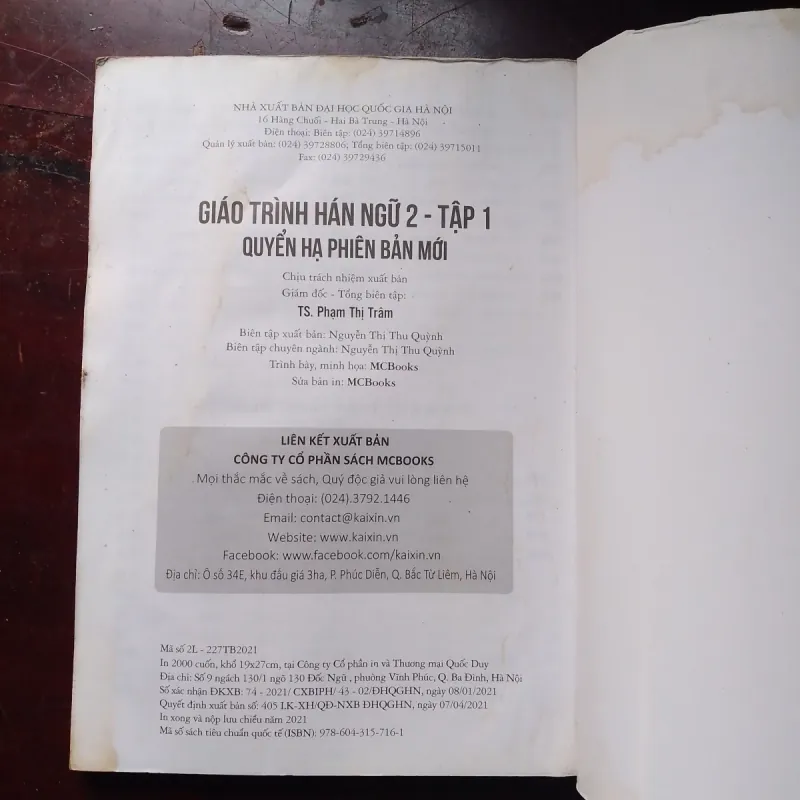 NHÀ XUẤT BẢN ĐẠI HỌC QUỐC GIA HÀ NỘI
16 Hàng Chuối - Hai Bà Trưng - Hà Nội
Điện thoại: Biên tập: (024) 39714896
Quản lý xuất bản: (024) 39728806; Tổng biên tập: (024) 39715011
Fax: (024) 39729436
GIÁO TRÌNH HÁN NGỮ 2 - TẬP 1
QUYỂN HẠ PHIÊN BẢN MỚI
Chịu trách nhiệm xuất bản
Giám đốc - Tổng biên tập:
TS. Phạm Thị Trâm
Biên tập xuất bản: Nguyễn Thị Thu Quỳnh
Biên tập chuyên ngành: Nguyễn Thị Thu Quỳnh
Trình bày, minh họa: MCBooks
Sửa bản in: MCBooks
LIÊN KẾT XUẤT BẢN
CÔNG TY CỔ PHẦN SÁCH MCBOOKS
Mọi thắc mắc về sách, Quý độc giả vui lòng liên hệ
Điện thoại: (024).3792.1446
Email: contact@kaixin.vn
Website: www.kaixin.vn
Facebook: www.facebook.com/kaixin.vn
Địa chỉ: Ô số 34E, khu đấu giá 3ha, P. Phúc Diễn, Q. Bắc Từ Liêm, Hà Nội
Mã số 2L - 227TB2021
In 2000 cuốn, khổ 19x27cm, tại Công ty Cổ phần in và Thương mại Quốc Duy
Địa chỉ: Số 9 ngách 130/1 ngõ 130 Đốc Ngữ , phường Vĩnh Phúc, Q. Ba Đình, Hà Nội
Số xác nhận ĐKXB: 74 - 2021/ CXBIPH/ 43 - 02/ĐHQGHN, ngày 08/01/2021
Quyết định xuất bản số: 405 LK-XH/QĐ-NXB ĐHQGHN, ngày 07/04/2021
In xong và nộp lưu chiểu năm 2021
Mã số sách tiêu chuẩn quốc tế (ISBN): 978-604-315-716-1